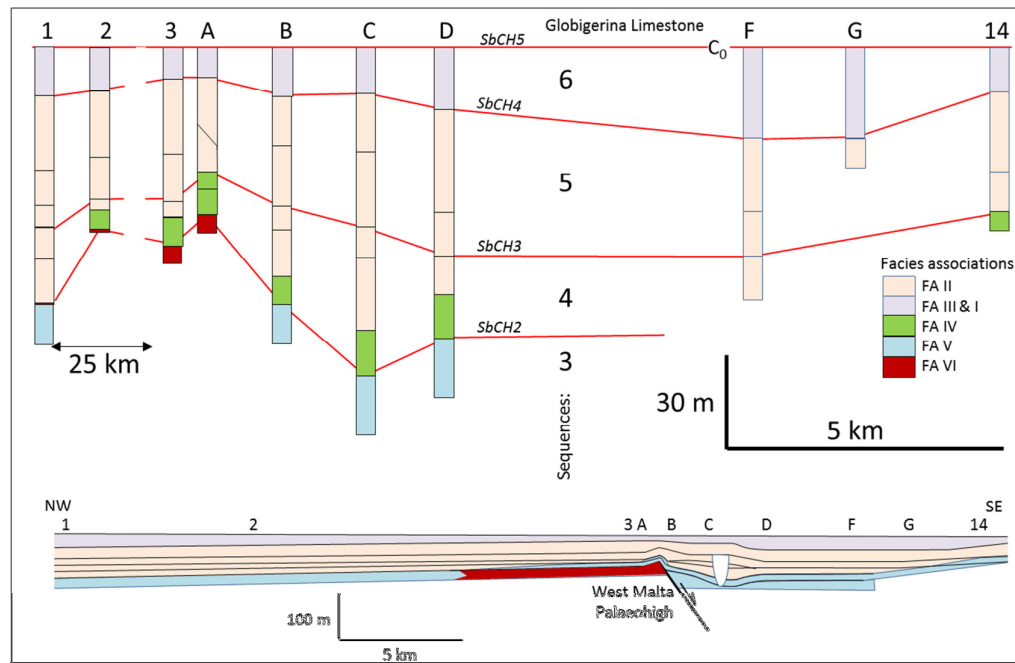 1 2 3 A B C D Globigerina Limestone F G 14
SbCH5
C₀
6
SbCH4
5
SbCH3
4
SbCH2
3
Sequences:
25 km
Facies associations
FA II
FA III & I
FA IV
FA V
FA VI
30 m
5 km
NW SE
1 2 3 A B C D F G 14
West Malta
Palaeohigh
100 m
5 km